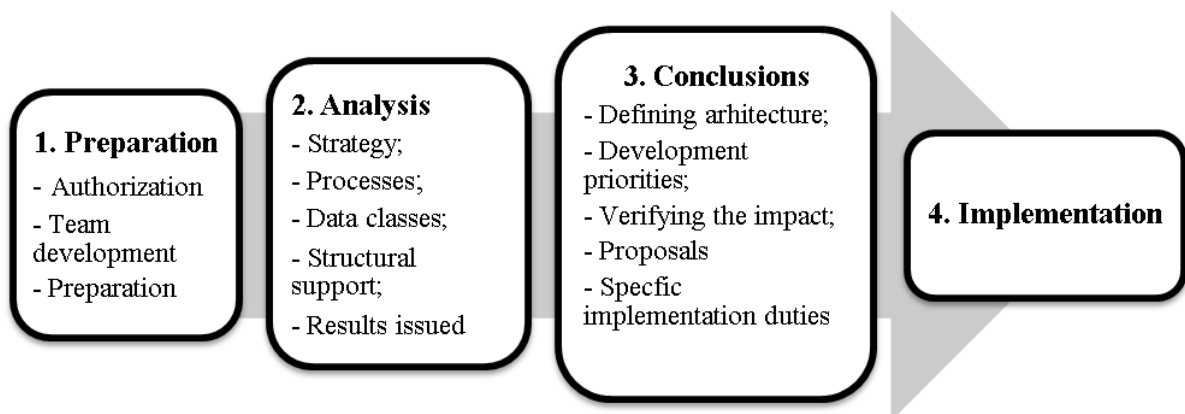 1. Preparation
- Authorization
- Team
development
- Preparation
2. Analysis
- Strategy;
- Processes;
- Data classes;
- Structural
support;
- Results issued
3. Conclusions
- Defining arhitecture;
- Development
priorities;
- Verifying the impact;
- Proposals
- Specfic
implementation duties
4. Implementation